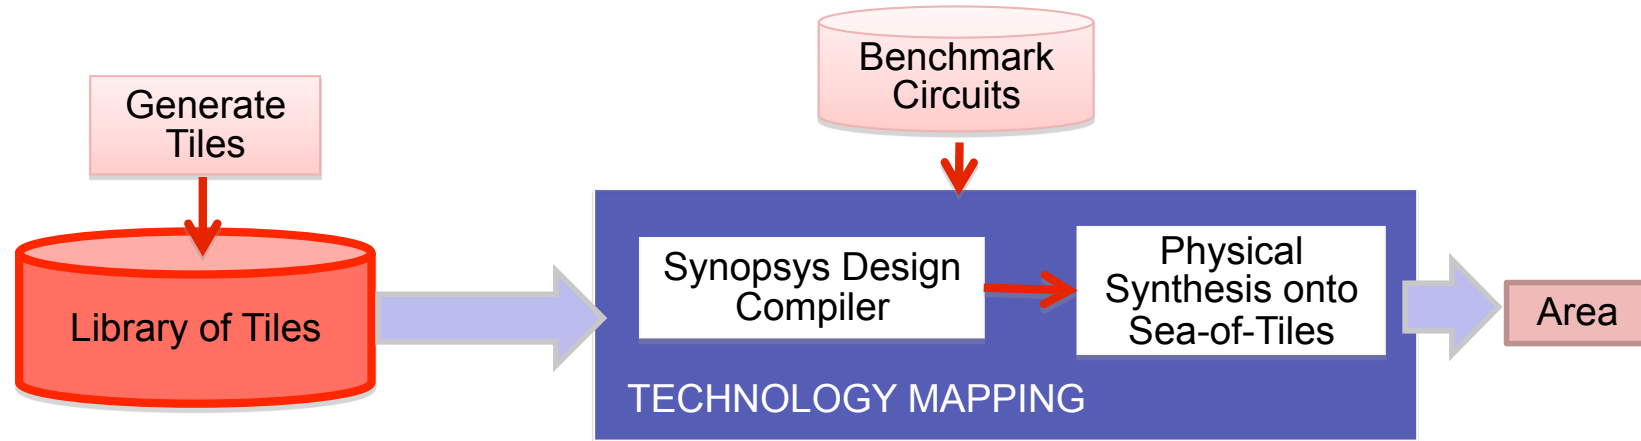 Generate
Tiles
Library of Tiles
Benchmark
Circuits
Synopsys Design
Compiler
Physical
Synthesis onto
Sea-of-Tiles
TECHNOLOGY MAPPING
Area